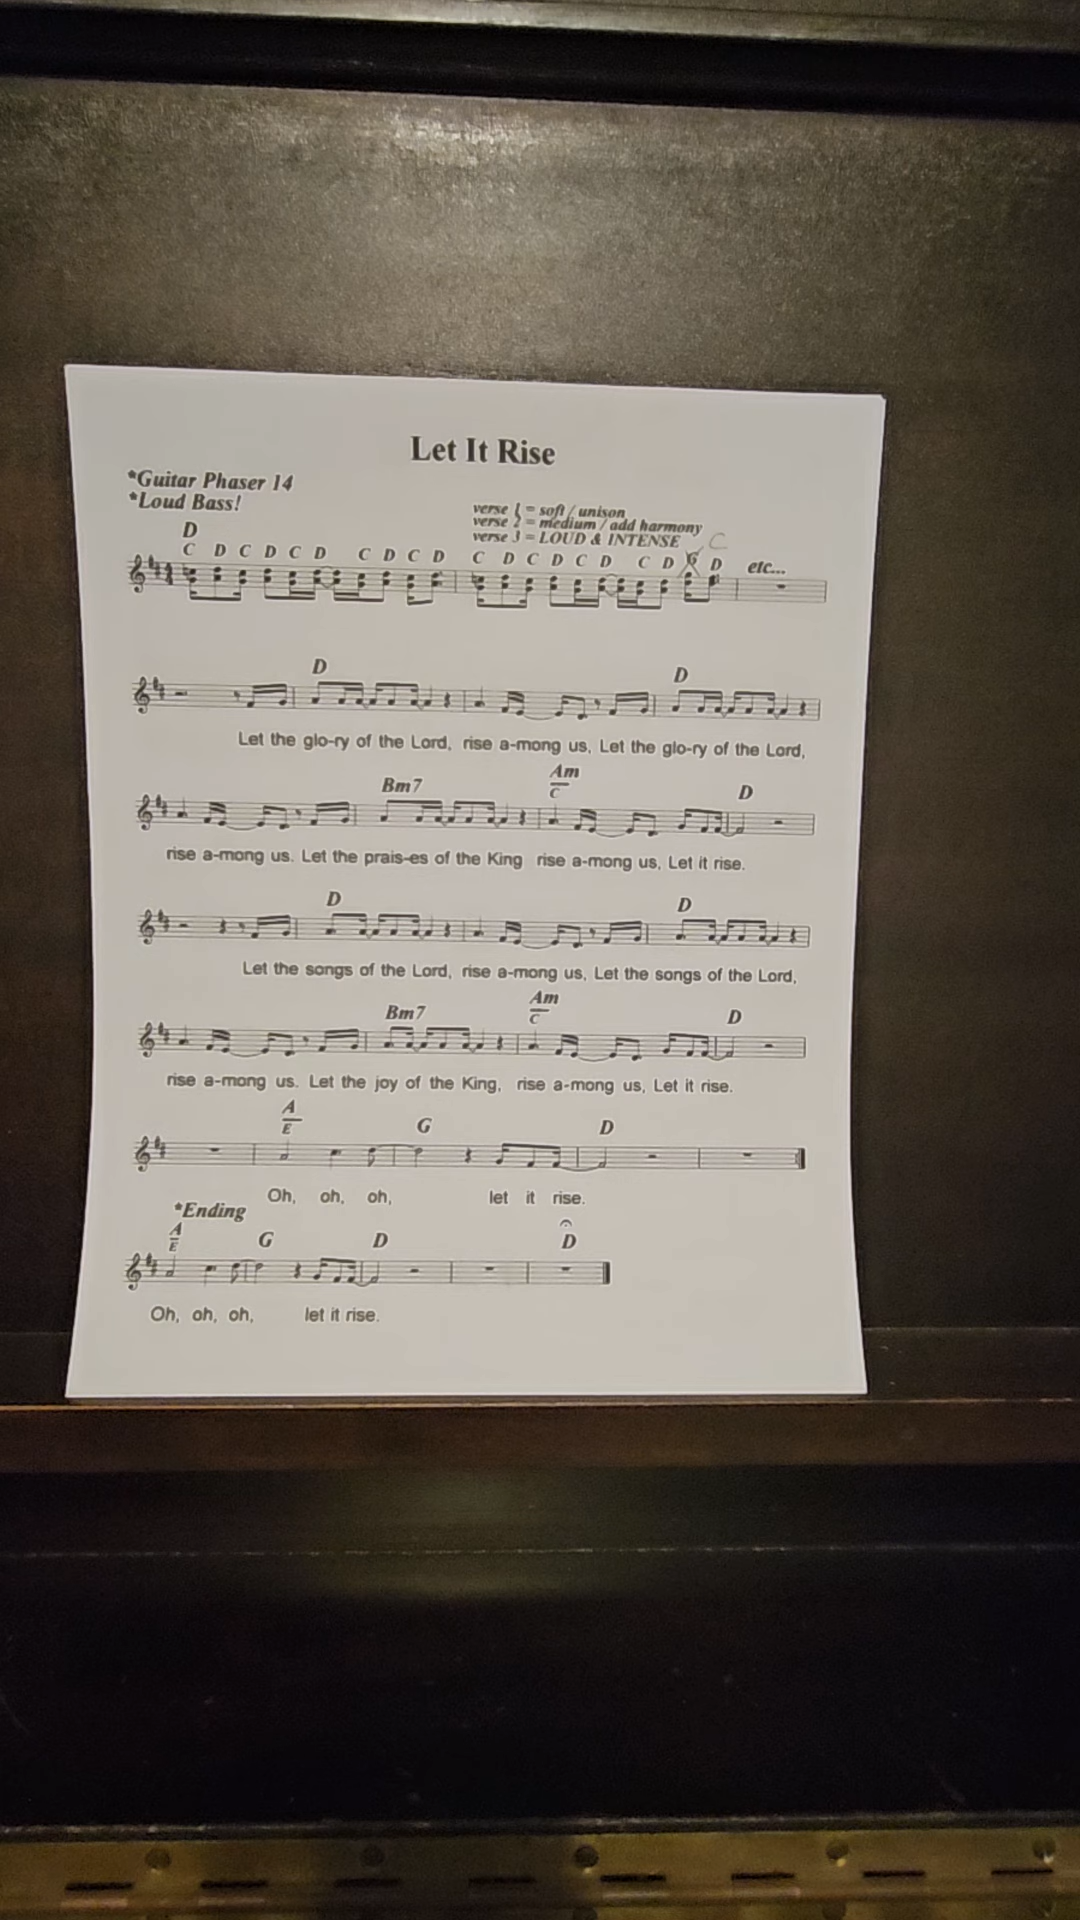 Let It Rise
*Guitar Phaser 14
*Loud Bass!
verse 1 = soft / unison
verse 2 = medium / add harmony
verse 3 = LOUD & INTENSE
D
C
C D C D C D C D C D C D C D C D C D G D etc...
D D
Let the glo-ry of the Lord, rise a-mong us, Let the glo-ry of the Lord,
Bm7 Am/C D
rise a-mong us. Let the prais-es of the King rise a-mong us, Let it rise.
D D
Let the songs of the Lord, rise a-mong us, Let the songs of the Lord,
Bm7 Am/C D
rise a-mong us. Let the joy of the King, rise a-mong us, Let it rise.
A/E G D
Oh, oh, oh, let it rise.
*Ending
A/E G D D
Oh, oh, oh, let it rise.